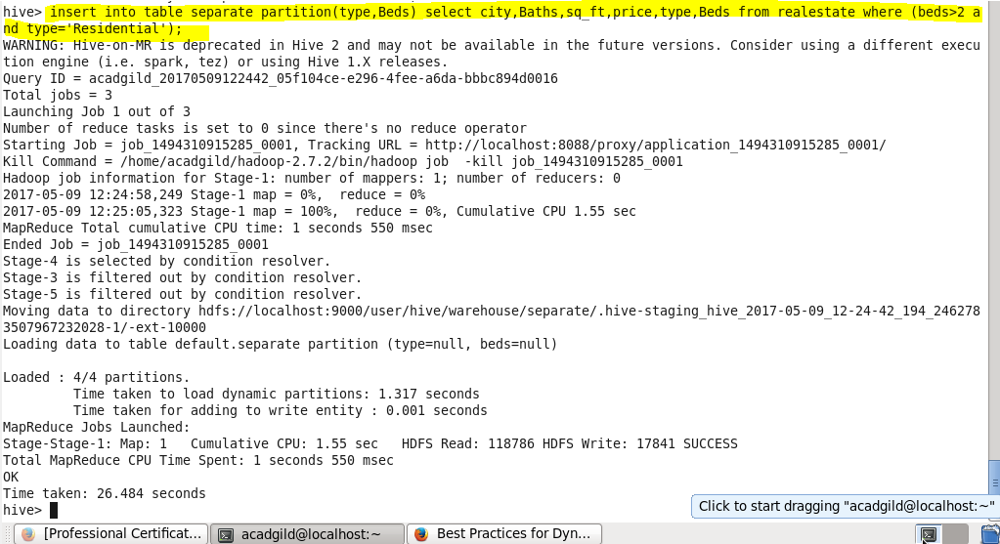 hive> insert into table separate partition(type,Beds) select city,Baths,sq_ft,price,type,Beds from realestate where (beds>2 a
nd type='Residential');
WARNING: Hive-on-MR is deprecated in Hive 2 and may not be available in the future versions. Consider using a different execu
tion engine (i.e. spark, tez) or using Hive 1.X releases.
Query ID = acadgild_20170509122442_05f104ce-e296-4fee-a6da-bbbc894d0016
Total jobs = 3
Launching Job 1 out of 3
Number of reduce tasks is set to 0 since there's no reduce operator
Starting Job = job_1494310915285_0001, Tracking URL = http://localhost:8088/proxy/application_1494310915285_0001/
Kill Command = /home/acadgild/hadoop-2.7.2/bin/hadoop job  -kill job_1494310915285_0001
Hadoop job information for Stage-1: number of mappers: 1; number of reducers: 0
2017-05-09 12:24:58,249 Stage-1 map = 0%,  reduce = 0%
2017-05-09 12:25:05,323 Stage-1 map = 100%,  reduce = 0%, Cumulative CPU 1.55 sec
MapReduce Total cumulative CPU time: 1 seconds 550 msec
Ended Job = job_1494310915285_0001
Stage-4 is selected by condition resolver.
Stage-3 is filtered out by condition resolver.
Stage-5 is filtered out by condition resolver.
Moving data to directory hdfs://localhost:9000/user/hive/warehouse/separate/.hive-staging_hive_2017-05-09_12-24-42_194_246278
3507967232028-1/-ext-10000
Loading data to table default.separate partition (type=null, beds=null)
Loaded : 4/4 partitions.
Time taken to load dynamic partitions: 1.317 seconds
Time taken for adding to write entity : 0.001 seconds
MapReduce Jobs Launched:
Stage-Stage-1: Map: 1   Cumulative CPU: 1.55 sec   HDFS Read: 118786 HDFS Write: 17841 SUCCESS
Total MapReduce CPU Time Spent: 1 seconds 550 msec
OK
Time taken: 26.484 seconds
hive>
Click to start dragging "acadgild@localhost:~"
[Professional Certificat... acadgild@localhost:~ Best Practices for Dyn...